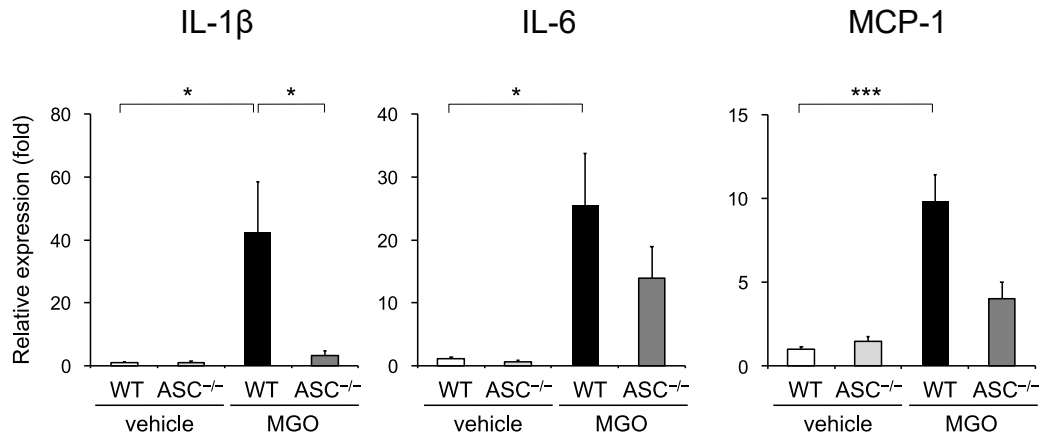 IL-1β
IL-6
MCP-1
* *
*
***
Relative expression (fold)
80
60
40
20
0
40
30
20
10
0
15
10
5
0
WT ASC⁻/⁻ WT ASC⁻/⁻
vehicle MGO
WT ASC⁻/⁻ WT ASC⁻/⁻
vehicle MGO
WT ASC⁻/⁻ WT ASC⁻/⁻
vehicle MGO